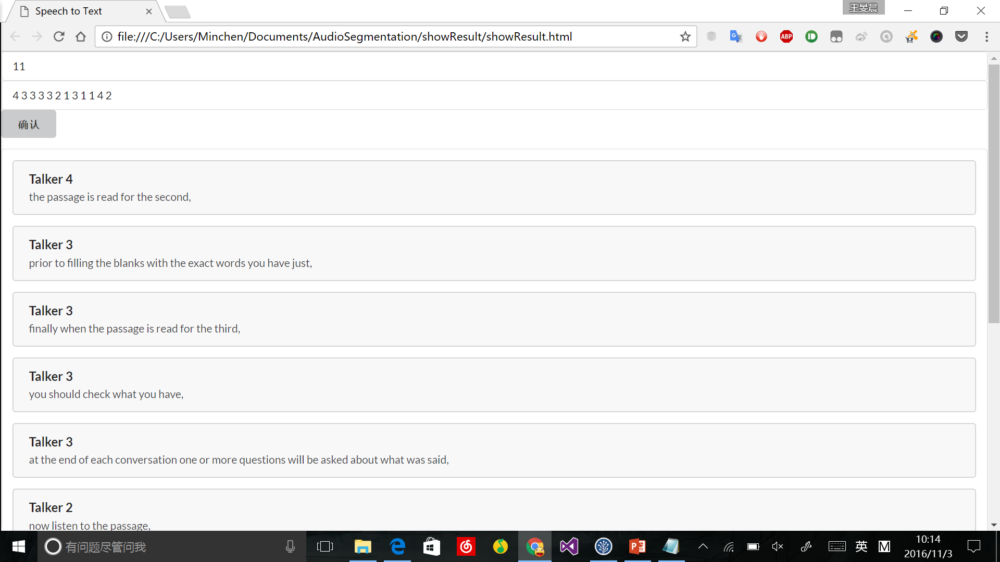 Speech to Text
王旻晨
file:///C:/Users/Minchen/Documents/AudioSegmentation/showResult/showResult.html
ABP
11
4 3 3 3 3 2 1 3 1 1 4 2
确认
Talker 4
the passage is read for the second,
Talker 3
prior to filling the blanks with the exact words you have just,
Talker 3
finally when the passage is read for the third,
Talker 3
you should check what you have,
Talker 3
at the end of each conversation one or more questions will be asked about what was said,
Talker 2
now listen to the passage,
有问题尽管问我
英
M
10:14
2016/11/3